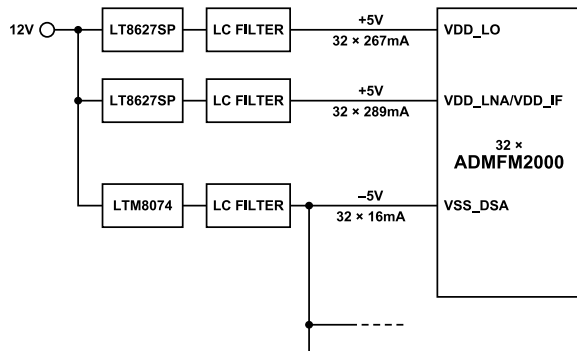 12V
LT8627SP
LC FILTER
+5V
32 × 267mA
VDD_LO
LT8627SP
LC FILTER
+5V
32 × 289mA
VDD_LNA/VDD_IF
32 ×
ADMFM2000
LTM8074
LC FILTER
–5V
32 × 16mA
VSS_DSA